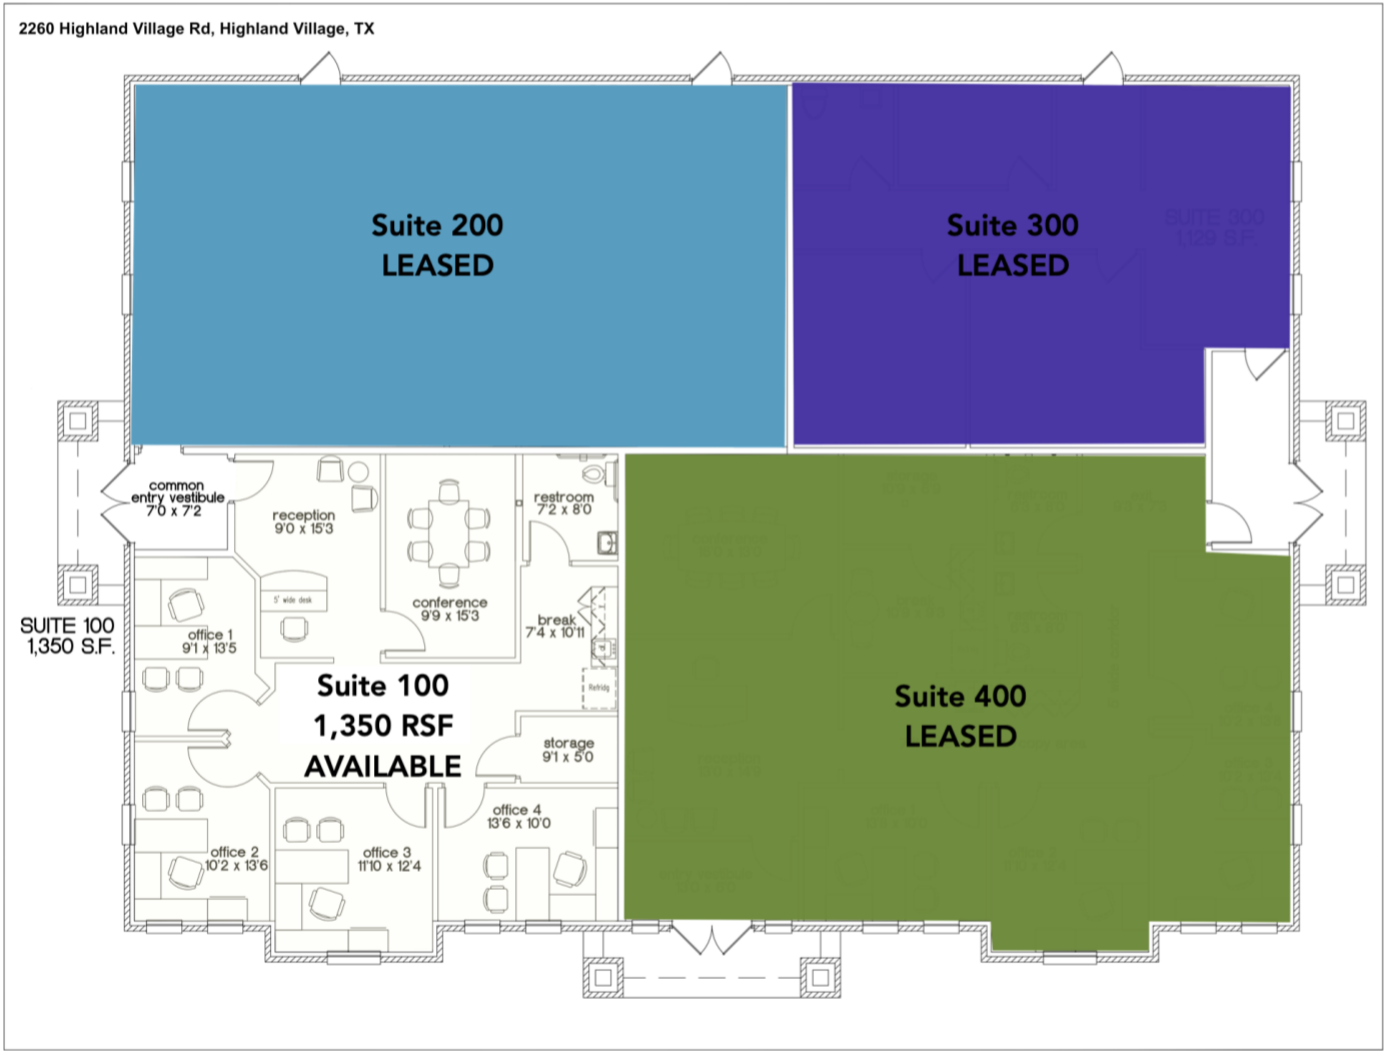 2260 Highland Village Rd, Highland Village, TX
Suite 200
LEASED
Suite 300
LEASED
SUITE 300
1,129 S.F.
common
entry vestibule
7'0 x 7'2
reception
9'0 x 15'3
5' wide desk
conference
9'9 x 15'3
restroom
7'2 x 8'0
break
7'4 x 10'11
Refridg
SUITE 100
1,350 S.F.
office 1
9'1 x 13'5
Suite 100
1,350 RSF
AVAILABLE
storage
9'1 x 5'0
office 2
10'2 x 13'6
office 3
11'10 x 12'4
office 4
13'6 x 10'0
Suite 400
LEASED